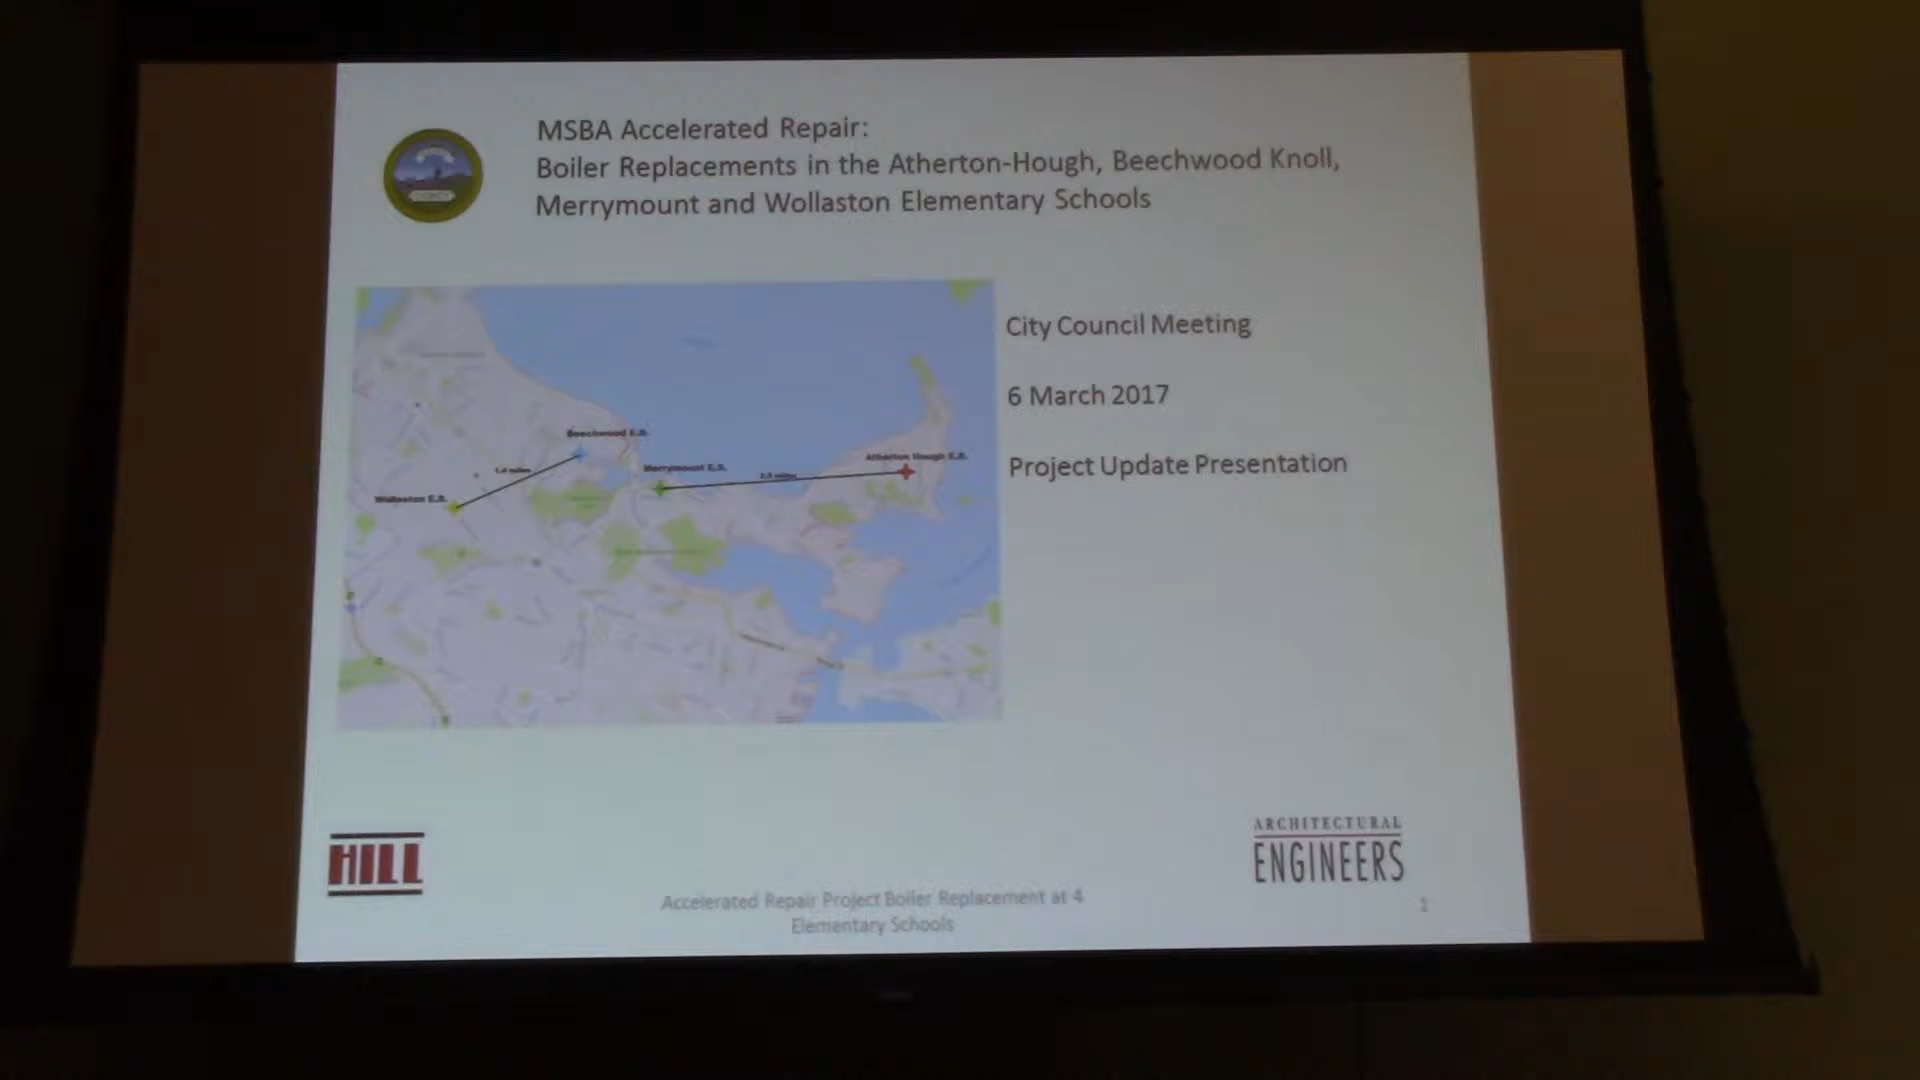 MSBA Accelerated Repair:
Boiler Replacements in the Atherton-Hough, Beechwood Knoll,
Merrymount and Wollaston Elementary Schools
City Council Meeting
6 March 2017
Project Update Presentation
Beechwood E.S.
Merrymount E.S.
Atherton Hough E.S.
Wollaston E.S.
HILL
ARCHITECTURAL
ENGINEERS
Accelerated Repair Project Boiler Replacement at 4
Elementary Schools
1